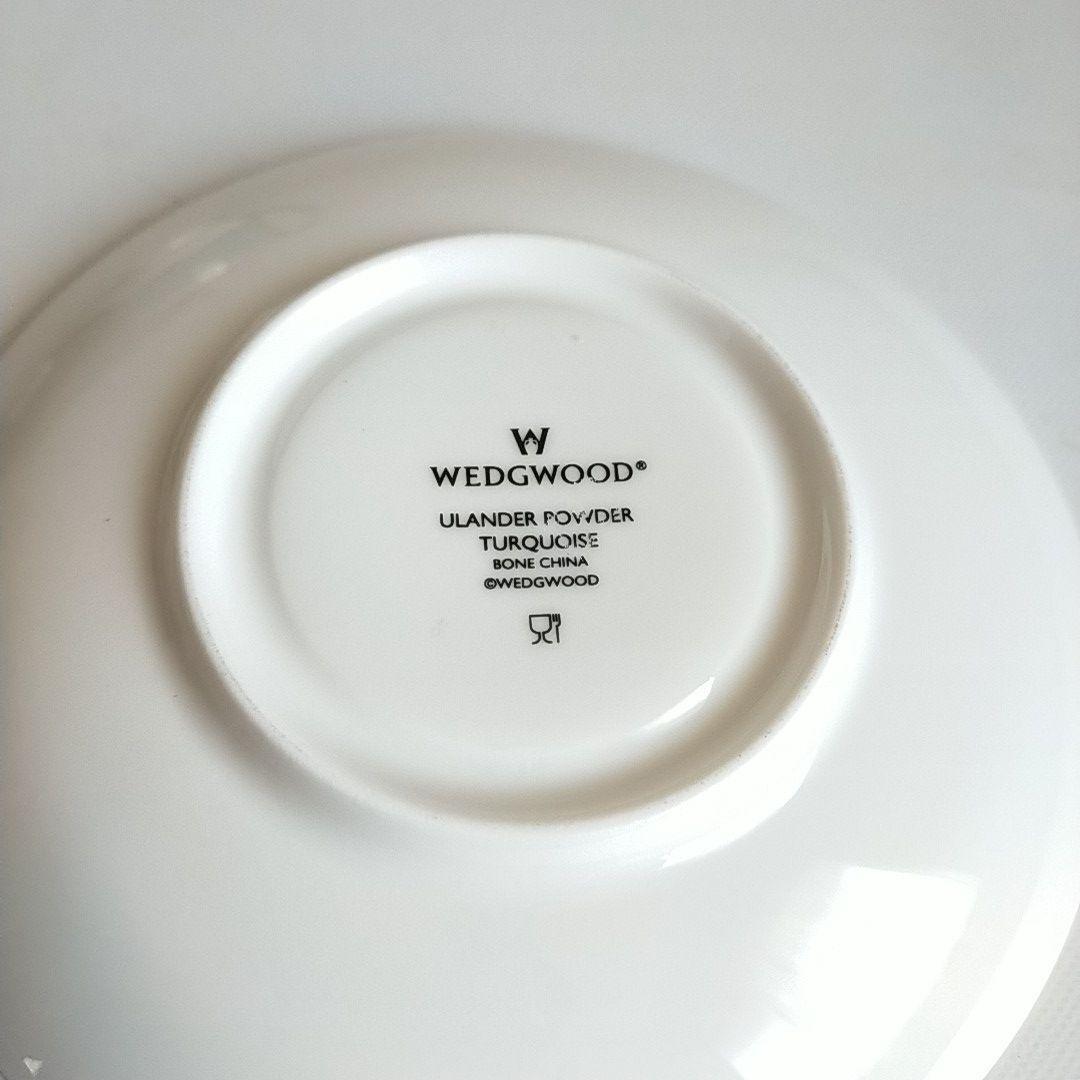 W
WEDGWOOD®
ULANDER POWDER
TURQUOISE
BONE CHINA
©WEDGWOOD